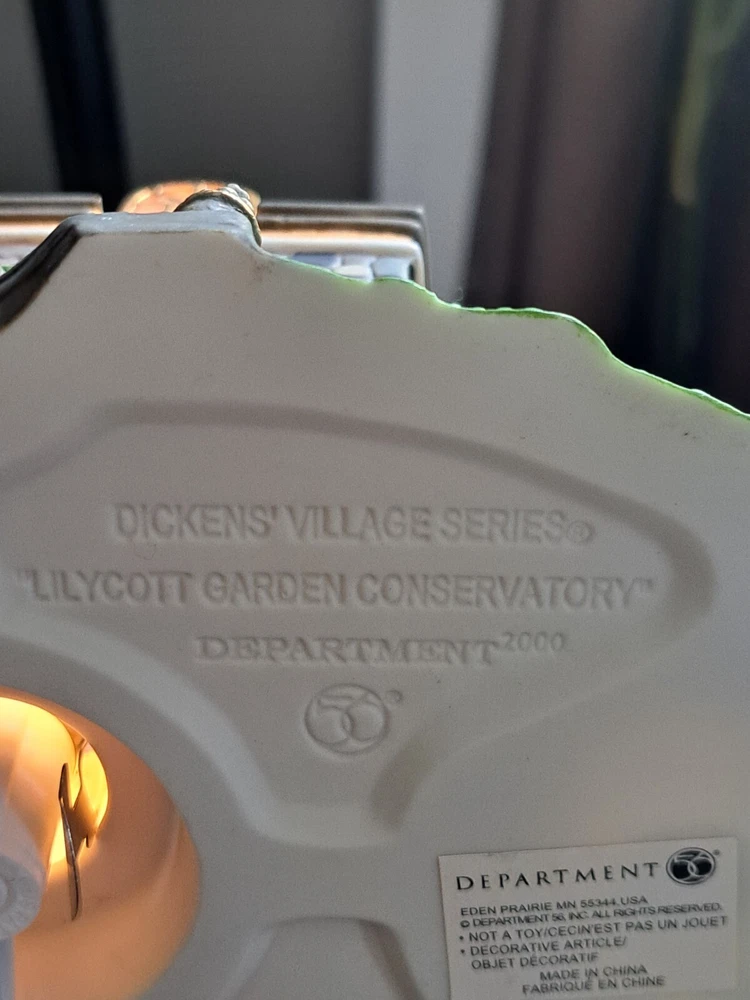 DICKENS' VILLAGE SERIES®
"LILYCOTT GARDEN CONSERVATORY"
DEPARTMENT 2000
56®
DEPARTMENT 56®
EDEN PRAIRIE MN 55344, USA
© DEPARTMENT 56, INC. ALL RIGHTS RESERVED.
• NOT A TOY/CECIN'EST PAS UN JOUET
• DECORATIVE ARTICLE/
OBJET DÉCORATIF
MADE IN CHINA
FABRIQUÉ EN CHINE